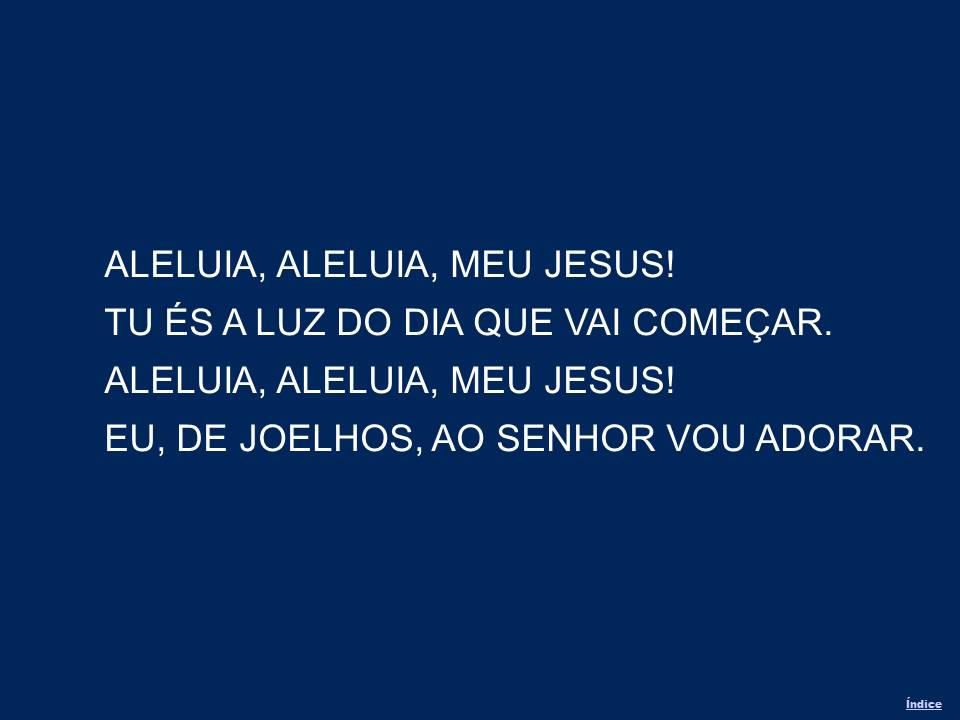 ALELUIA, ALELUIA, MEU JESUS!
TU ÉS A LUZ DO DIA QUE VAI COMEÇAR.
ALELUIA, ALELUIA, MEU JESUS!
EU, DE JOELHOS, AO SENHOR VOU ADORAR.
Índice